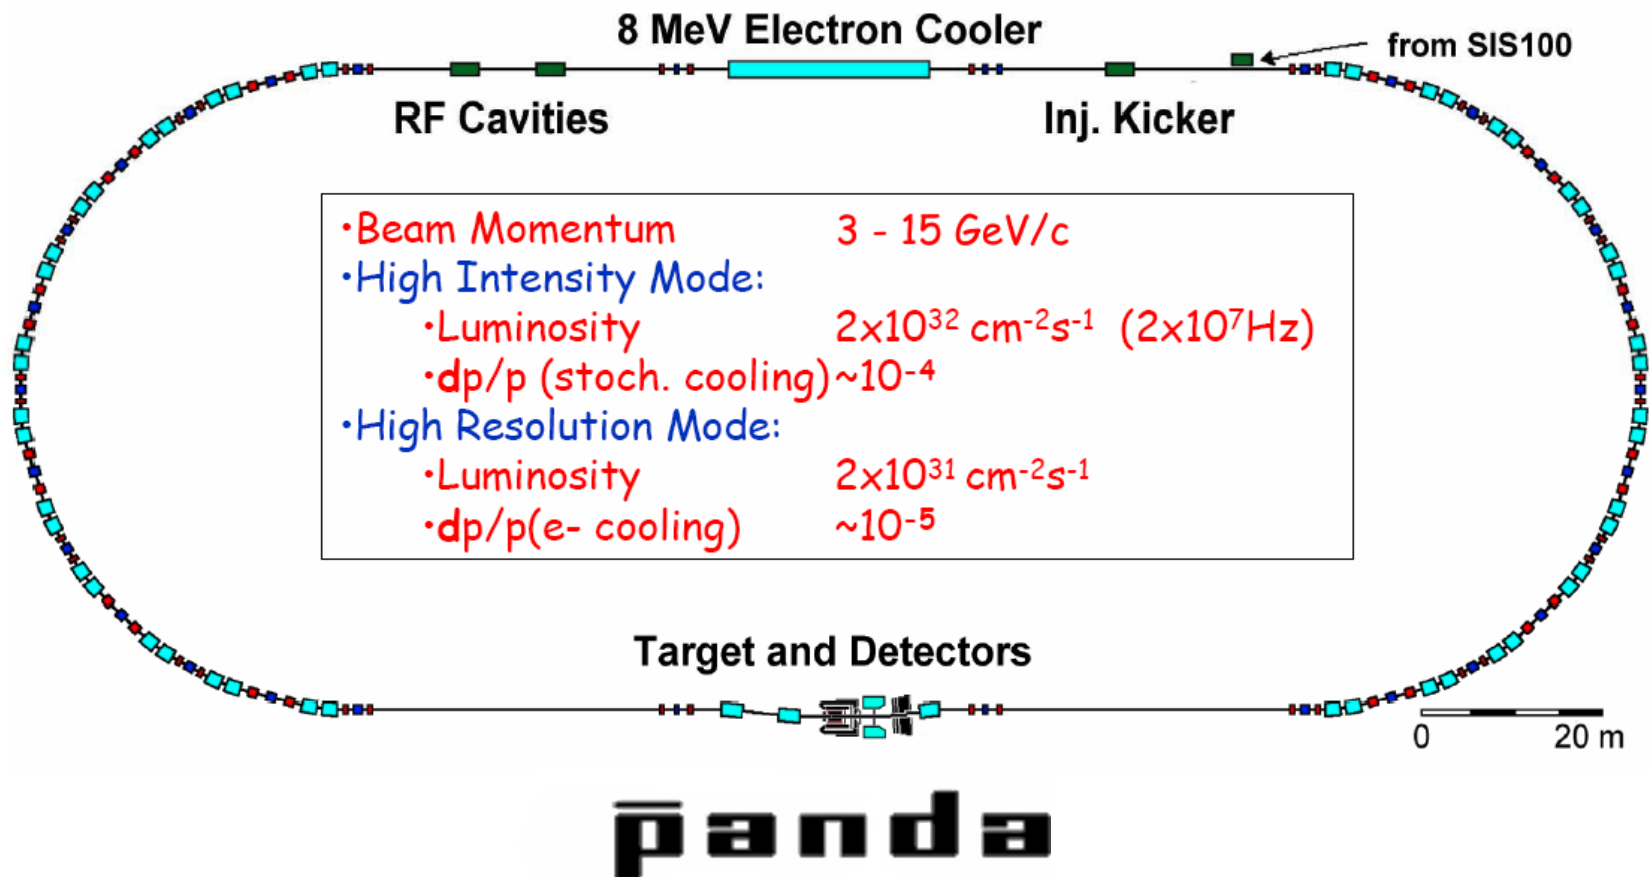 8 MeV Electron Cooler
from SIS100
RF Cavities
Inj. Kicker
•Beam Momentum 3 - 15 GeV/c
•High Intensity Mode:
•Luminosity 2x10³² cm⁻²s⁻¹ (2x10⁷Hz)
•dp/p (stoch. cooling) ~10⁻⁴
•High Resolution Mode:
•Luminosity 2x10³¹ cm⁻²s⁻¹
•dp/p(e- cooling) ~10⁻⁵
Target and Detectors
0 20 m
p̄anda